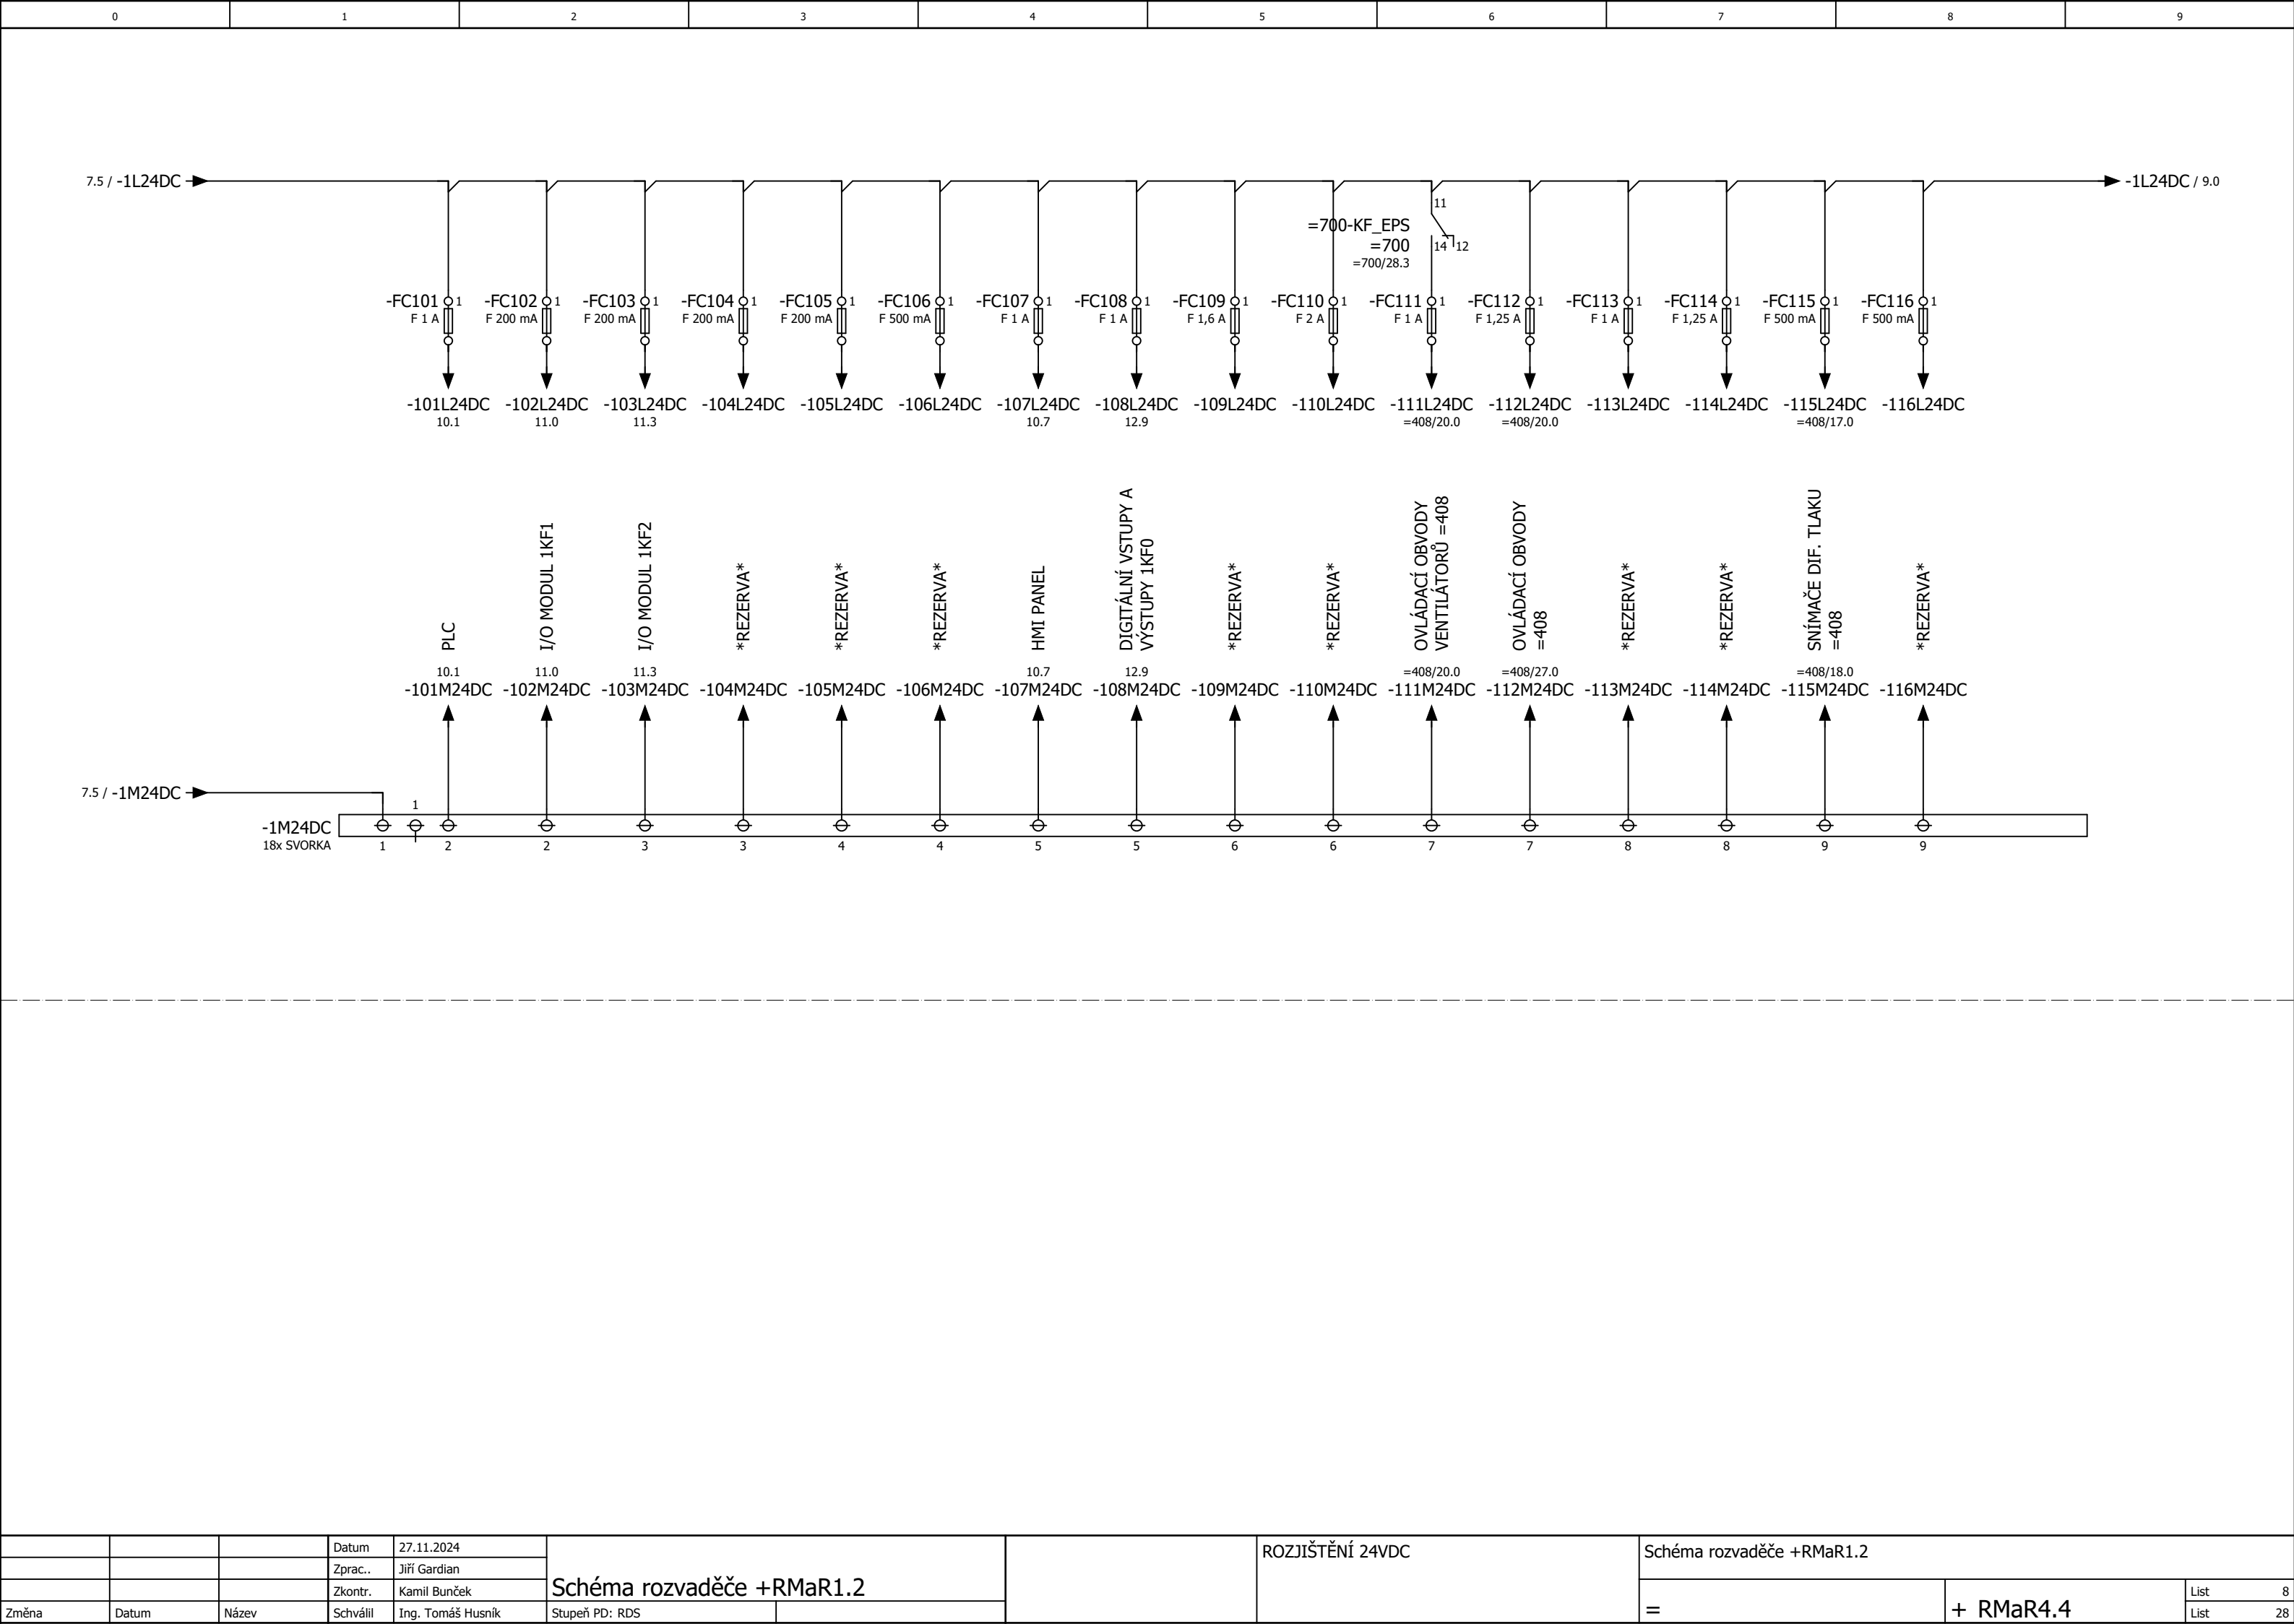 0 1 2 3 4 5 6 7 8 9
7.5 / -1L24DC
-1L24DC / 9.0
11
=700-KF_EPS
=700
14 12
=700/28.3
-FC101 1 -FC102 1 -FC103 1 -FC104 1 -FC105 1 -FC106 1 -FC107 1 -FC108 1 -FC109 1 -FC110 1 -FC111 1 -FC112 1 -FC113 1 -FC114 1 -FC115 1 -FC116 1
F 1 A F 200 mA F 200 mA F 200 mA F 200 mA F 500 mA F 1 A F 1 A F 1,6 A F 2 A F 1 A F 1,25 A F 1 A F 1,25 A F 500 mA F 500 mA
-101L24DC -102L24DC -103L24DC -104L24DC -105L24DC -106L24DC -107L24DC -108L24DC -109L24DC -110L24DC -111L24DC -112L24DC -113L24DC -114L24DC -115L24DC -116L24DC
10.1 11.0 11.3 10.7 12.9 =408/20.0 =408/20.0 =408/17.0
PLC
I/O MODUL 1KF1
I/O MODUL 1KF2
*REZERVA*
*REZERVA*
*REZERVA*
HMI PANEL
DIGITÁLNÍ VSTUPY A
VÝSTUPY 1KF0
*REZERVA*
*REZERVA*
OVLÁDACÍ OBVODY
VENTILÁTORŮ =408
OVLÁDACÍ OBVODY
=408
*REZERVA*
*REZERVA*
SNÍMAČE DIF. TLAKU
=408
*REZERVA*
10.1 11.0 11.3 10.7 12.9 =408/20.0 =408/27.0 =408/18.0
-101M24DC -102M24DC -103M24DC -104M24DC -105M24DC -106M24DC -107M24DC -108M24DC -109M24DC -110M24DC -111M24DC -112M24DC -113M24DC -114M24DC -115M24DC -116M24DC
7.5 / -1M24DC
1
-1M24DC
18x SVORKA 1 2 2 3 3 4 4 5 5 6 6 7 7 8 8 9 9
Datum 27.11.2024
Zprac.. Jiří Gardian
Zkontr. Kamil Bunček
Změna Datum Název Schválil Ing. Tomáš Husník
Schéma rozvaděče +RMaR1.2
Stupeň PD: RDS
ROZJIŠTĚNÍ 24VDC
Schéma rozvaděče +RMaR1.2
=
+ RMaR4.4
List 8
List 28